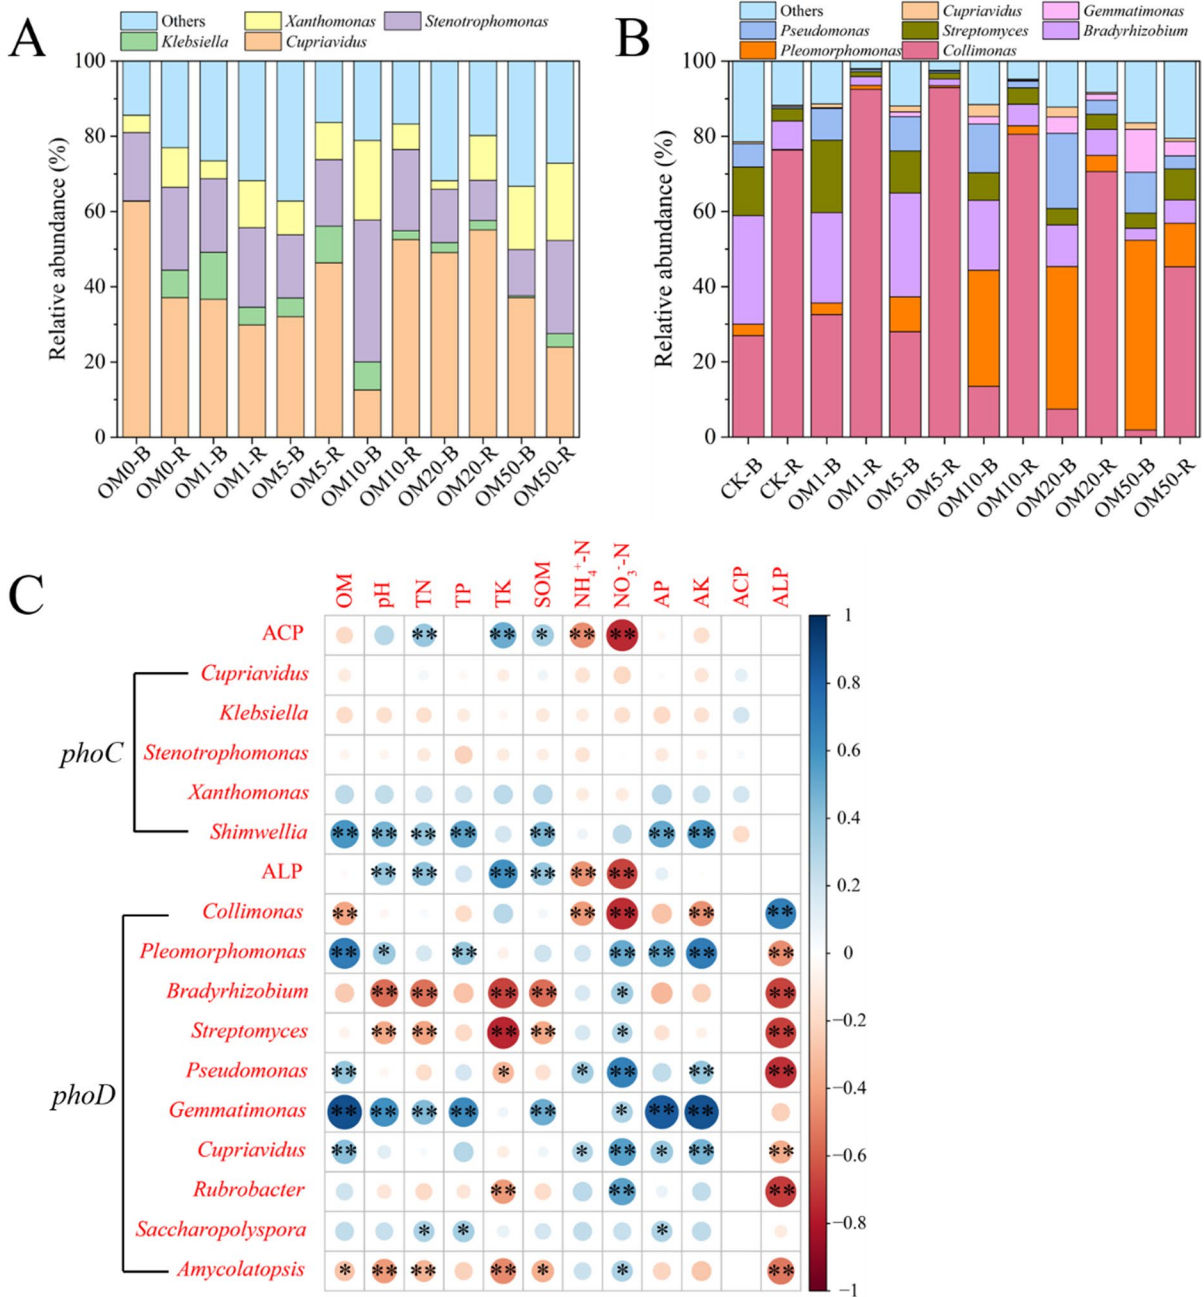 A
Others
Xanthomonas
Stenotrophomonas
Klebsiella
Cupriavidus
Relative abundance (%)
100
80
60
40
20
0
OM0-B
OM0-R
OM1-B
OM1-R
OM5-B
OM5-R
OM10-B
OM10-R
OM20-B
OM20-R
OM50-B
OM50-R
B
Others
Cupriavidus
Gemmatimonas
Pseudomonas
Streptomyces
Bradyrhizobium
Pleomorphomonas
Collimonas
Relative abundance (%)
100
80
60
40
20
0
CK-B
CK-R
OM1-B
OM1-R
OM5-B
OM5-R
OM10-B
OM10-R
OM20-B
OM20-R
OM50-B
OM50-R
C
OM
pH
TN
TP
TK
SOM
NH₄⁺-N
NO₃⁻-N
AP
AK
ACP
ALP
ACP ** ** * ** **
Cupriavidus
Klebsiella
phoC
Stenotrophomonas
Xanthomonas
Shimwellia ** ** ** ** ** ** **
ALP ** ** ** ** ** **
Collimonas ** ** ** ** **
Pleomorphomonas ** * ** ** ** ** **
Bradyrhizobium ** ** ** ** * **
Streptomyces ** ** ** ** * **
phoD
Pseudomonas ** * * ** ** **
Gemmatimonas ** ** ** ** ** * ** **
Cupriavidus ** * ** * ** **
Rubrobacter ** ** **
Saccharopolyspora * * *
Amycolatopsis * ** ** ** * * **
1
0.8
0.6
0.4
0.2
0
−0.2
−0.4
−0.6
−0.8
−1